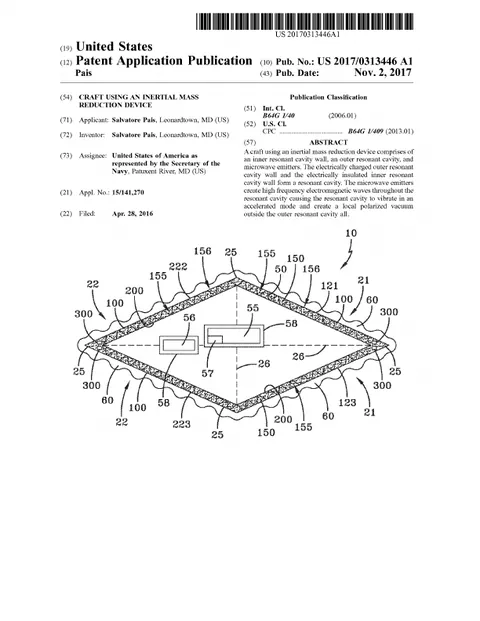 US 20170313446A1
(19) United States
(12) Patent Application Publication (10) Pub. No.: US 2017/0313446 A1
Pais (43) Pub. Date: Nov. 2, 2017
(54) CRAFT USING AN INERTIAL MASS
REDUCTION DEVICE
(71) Applicant: Salvatore Pais, Leonardtown, MD (US)
(72) Inventor: Salvatore Pais, Leonardtown, MD (US)
(73) Assignee: United States of America as
represented by the Secretary of the
Navy, Patuxent River, MD (US)
(21) Appl. No.: 15/141,270
(22) Filed: Apr. 28, 2016
Publication Classification
(51) Int. Cl.
B64G 1/40 (2006.01)
(52) U.S. Cl.
CPC .................................... B64G 1/409 (2013.01)
(57) ABSTRACT
A craft using an inertial mass reduction device comprises of
an inner resonant cavity wall, an outer resonant cavity, and
microwave emitters. The electrically charged outer resonant
cavity wall and the electrically insulated inner resonant
cavity wall form a resonant cavity. The microwave emitters
create high frequency electromagnetic waves throughout the
resonant cavity causing the resonant cavity to vibrate in an
accelerated mode and create a local polarized vacuum
outside the outer resonant cavity all.
10
156 25 155 150
222 50 156 21
22 155 121
200 100 60
100 56 55
300 58 300
26
25 57 26 25
300 300
60 60 123
100 58 200 21
22 223 25 150 155